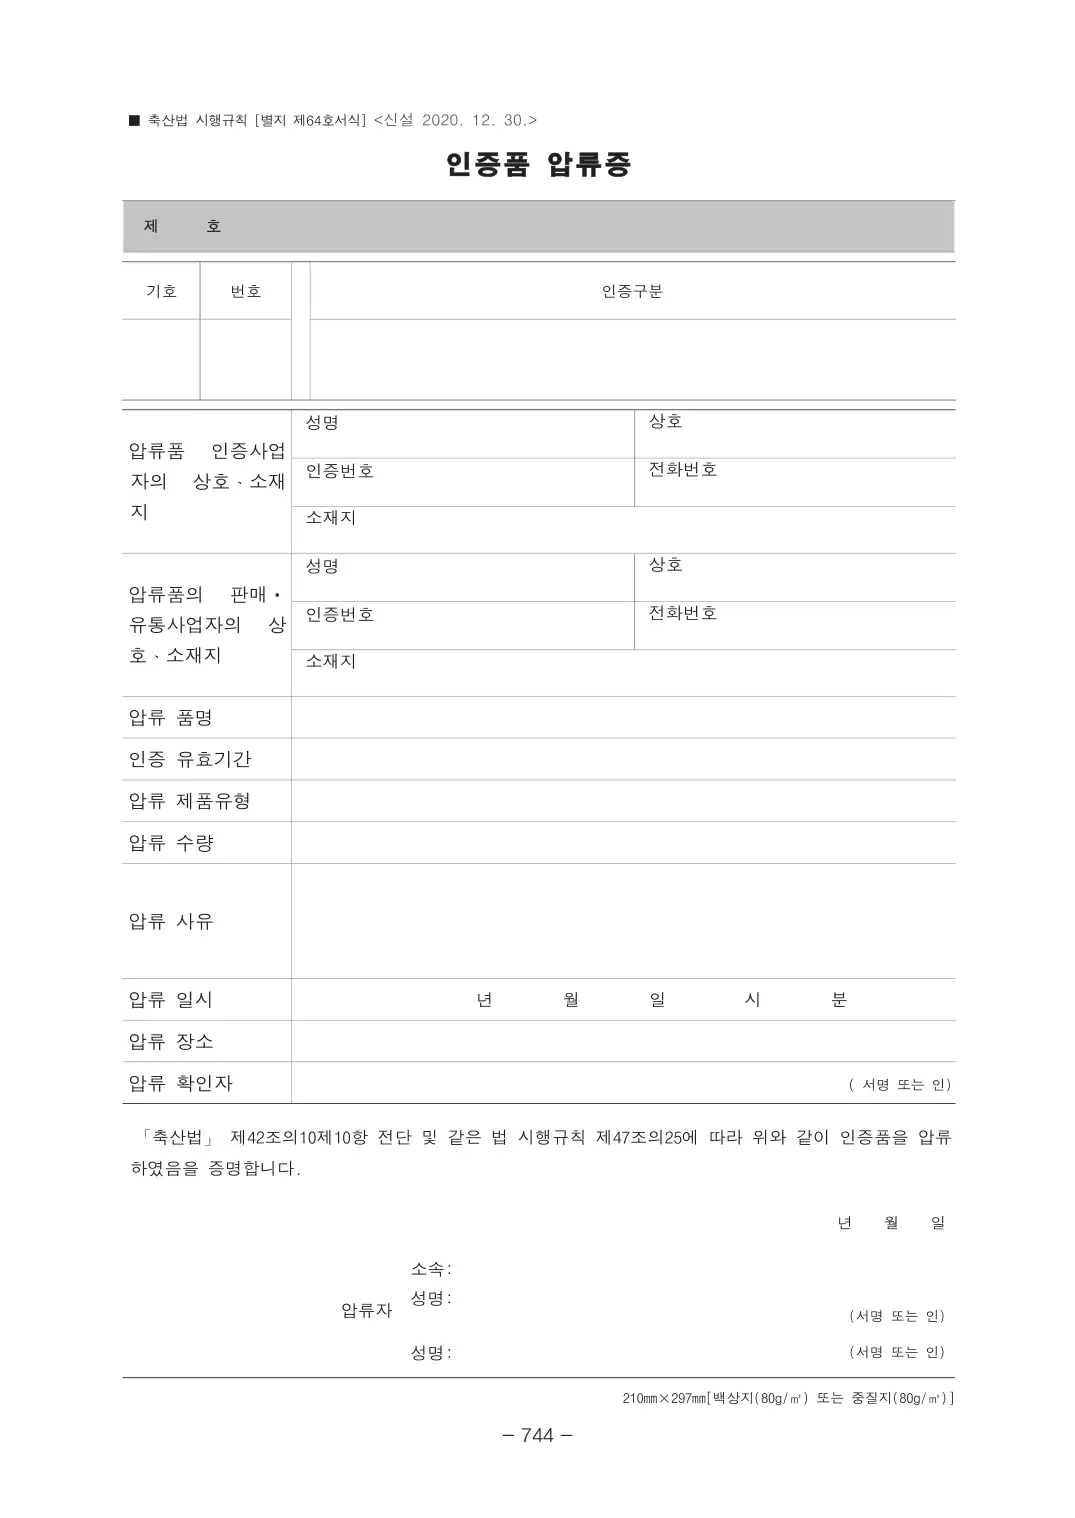 ■ 축산법 시행규칙 [별지 제64호서식] <신설 2020. 12. 30.>
인증품 압류증
제 호
기호 번호 인증구분
압류품 인증사업
자의 상호ㆍ소재
지
성명 상호
인증번호 전화번호
소재지
압류품의 판매ㆍ
유통사업자의 상
호ㆍ소재지
성명 상호
인증번호 전화번호
소재지
압류 품명
인증 유효기간
압류 제품유형
압류 수량
압류 사유
압류 일시 년 월 일 시 분
압류 장소
압류 확인자 ( 서명 또는 인)
「축산법」 제42조의10제10항 전단 및 같은 법 시행규칙 제47조의25에 따라 위와 같이 인증품을 압류
하였음을 증명합니다.
년 월 일
소속:
성명:
압류자
(서명 또는 인)
성명: (서명 또는 인)
210㎜×297㎜[백상지(80g/㎡) 또는 중질지(80g/㎡)]
- 744 -